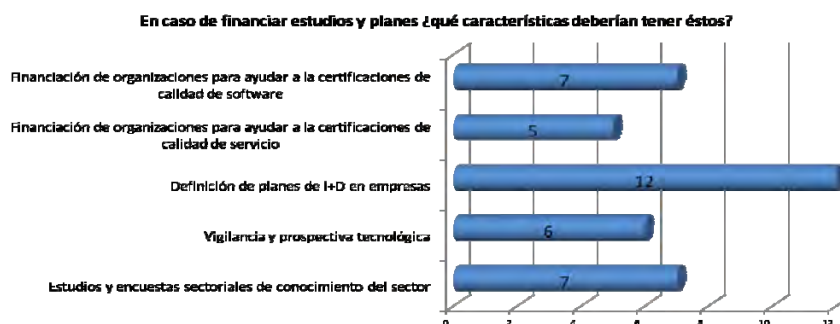 En caso de financiar estudios y planes ¿qué características deberían tener éstos?
Financiación de organizaciones para ayudar a la certificaciones de
calidad de software
7
Financiación de organizaciones para ayudar a la certificaciones de
calidad de servicio
5
Definición de planes de I+D en empresas
12
Vigilancia y prospectiva tecnológica
6
Estudios y encuestas sectoriales de conocimiento del sector
7
0 2 4 6 8 10 12